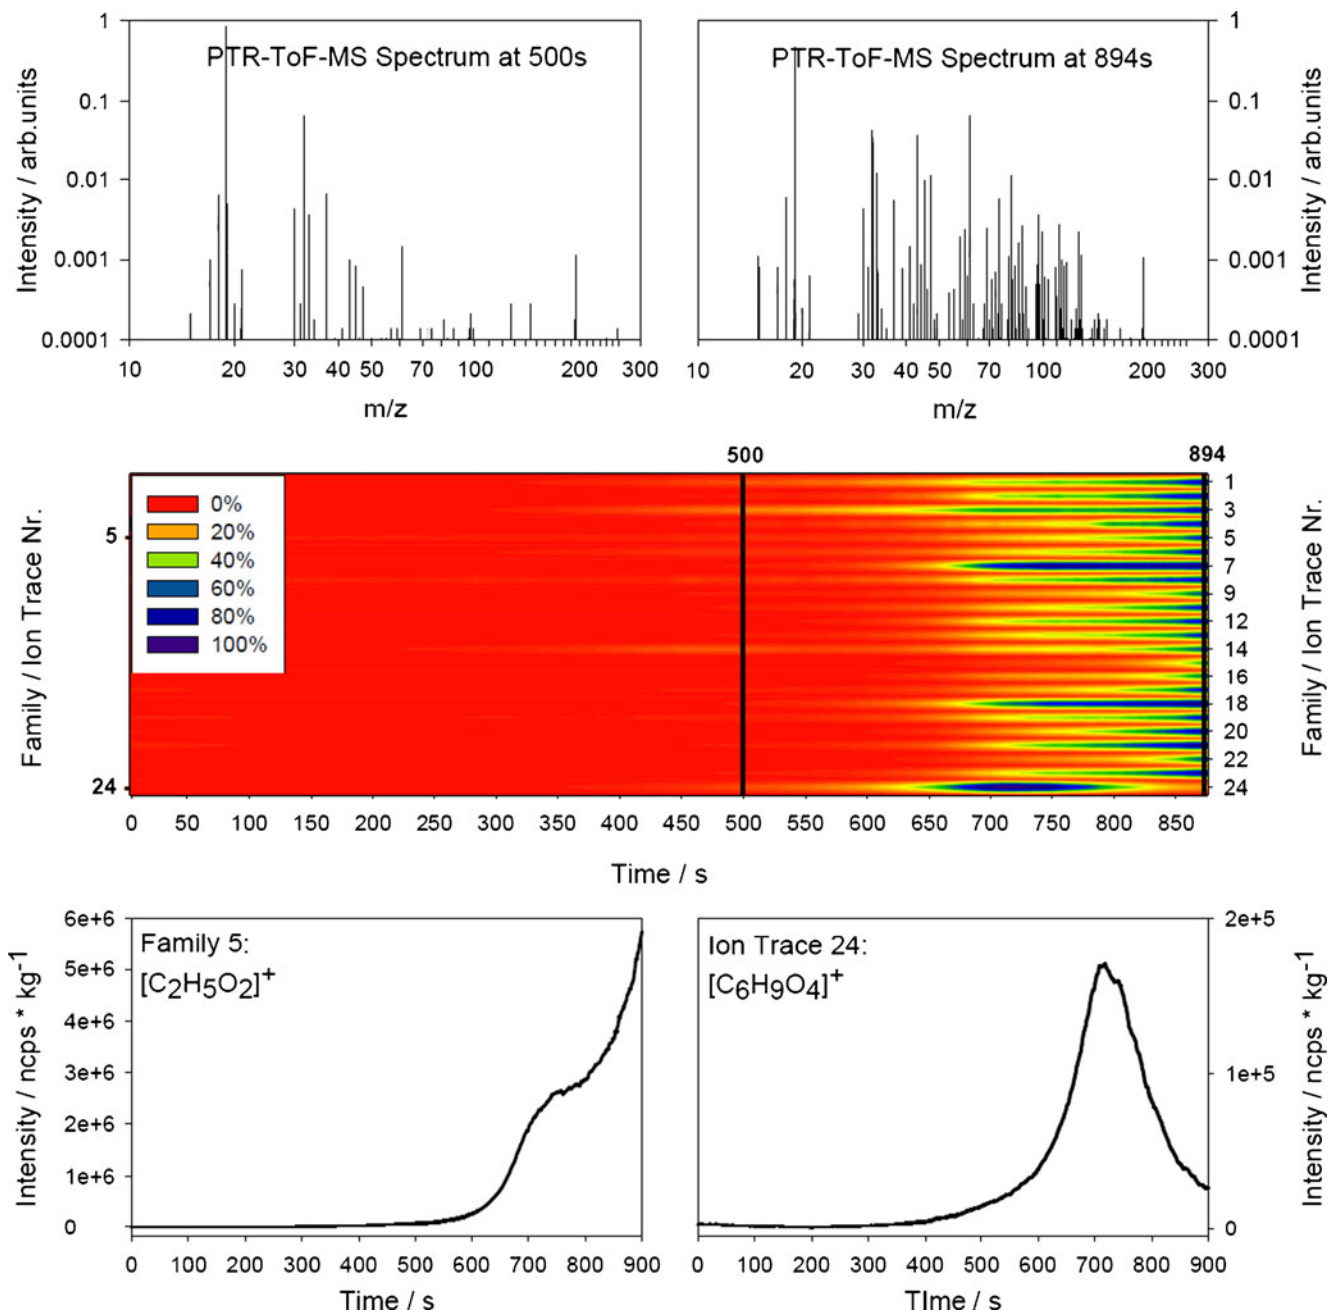 PTR-ToF-MS Spectrum at 500s
Intensity / arb.units
1
0.1
0.01
0.001
0.0001
10 20 30 40 50 70 100 200 300
m/z
PTR-ToF-MS Spectrum at 894s
1
0.1
0.01
0.001
0.0001
Intensity / arb.units
10 20 30 40 50 70 100 200 300
m/z
500 894
Family / Ion Trace Nr.
5
24
0%
20%
40%
60%
80%
100%
1
3
5
7
9
12
14
16
18
20
22
24
Family / Ion Trace Nr.
0 50 100 150 200 250 300 350 400 450 500 550 600 650 700 750 800 850
Time / s
Intensity / ncps * kg-1
6e+6
5e+6
4e+6
3e+6
2e+6
1e+6
0
Family 5:
[C2H5O2]+
0 100 200 300 400 500 600 700 800 900
Time / s
Ion Trace 24:
[C6H9O4]+
2e+5
1e+5
0
Intensity / ncps * kg-1
0 100 200 300 400 500 600 700 800 900
TIme / s